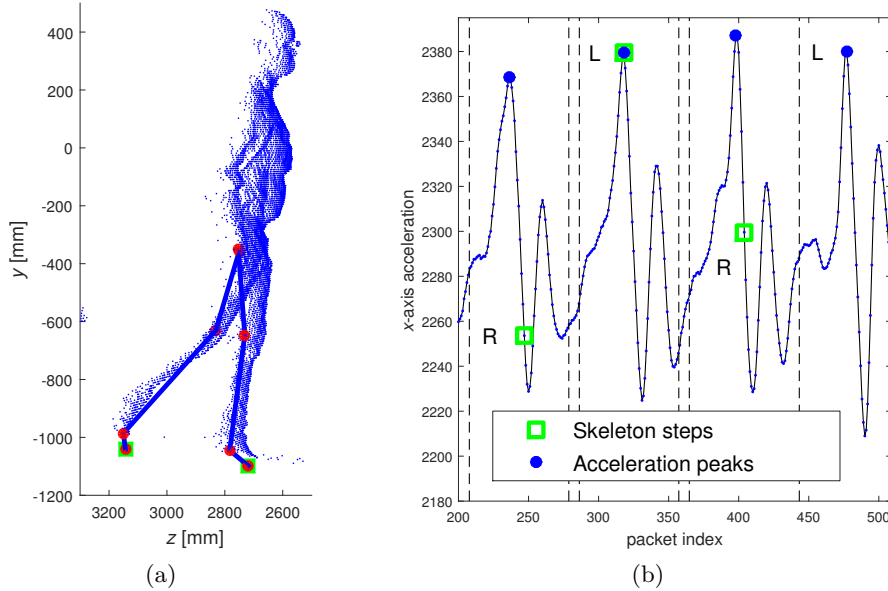 400
200
0
-200
-400
-600
-800
-1000
-1200
y [mm]
3200 3000 2800 2600
z [mm]
(a)
2380
2360
2340
2320
2300
2280
2260
2240
2220
2200
2180
x-axis acceleration
L
L
R
R
Skeleton steps
Acceleration peaks
200 250 300 350 400 450 500
packet index
(b)